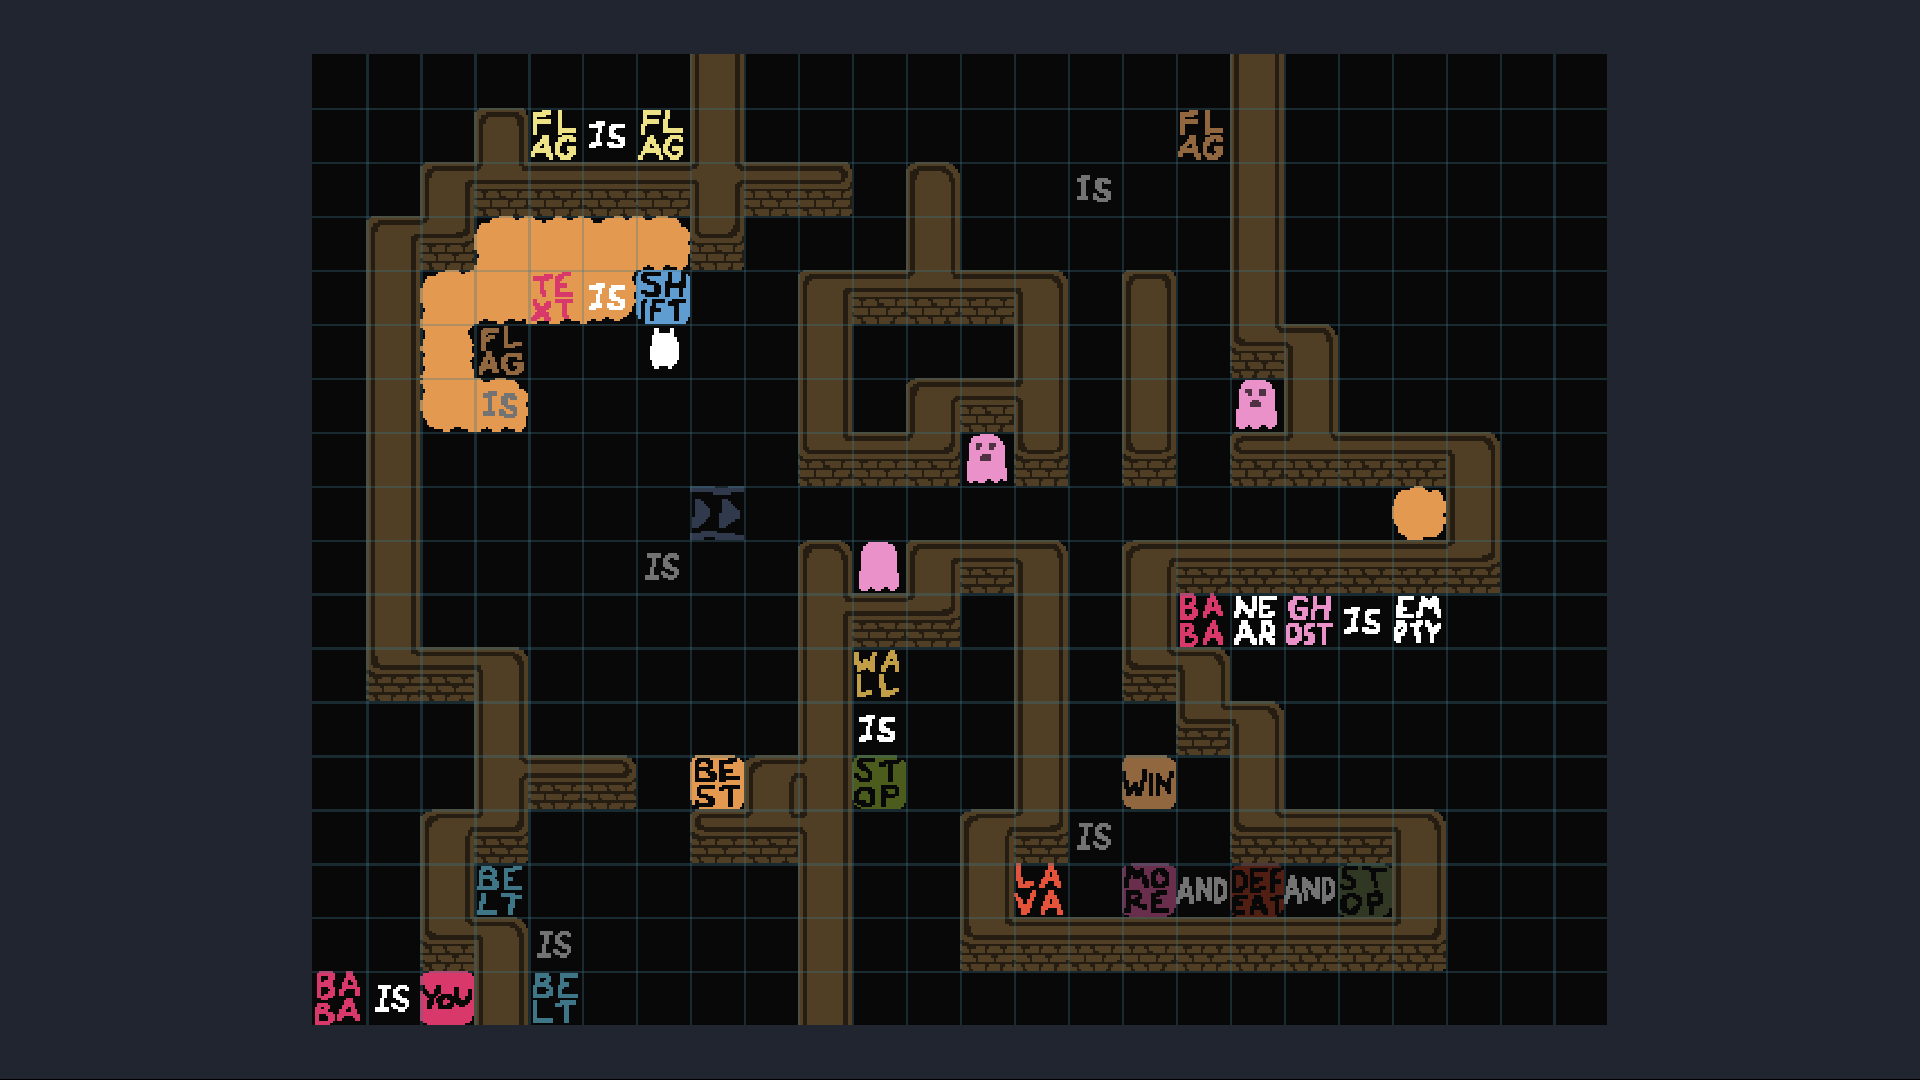 FLAG IS FLAG
FLAG
IS
TEXT IS SHIFT
FLAG
IS
IS
BABA NEAR GHOST IS EMPTY
WALL
IS
BEST
STOP
WIN
IS
BELT
LAVA
MORE AND DEFEAT AND STOP
IS
BABA IS YOU
BELT